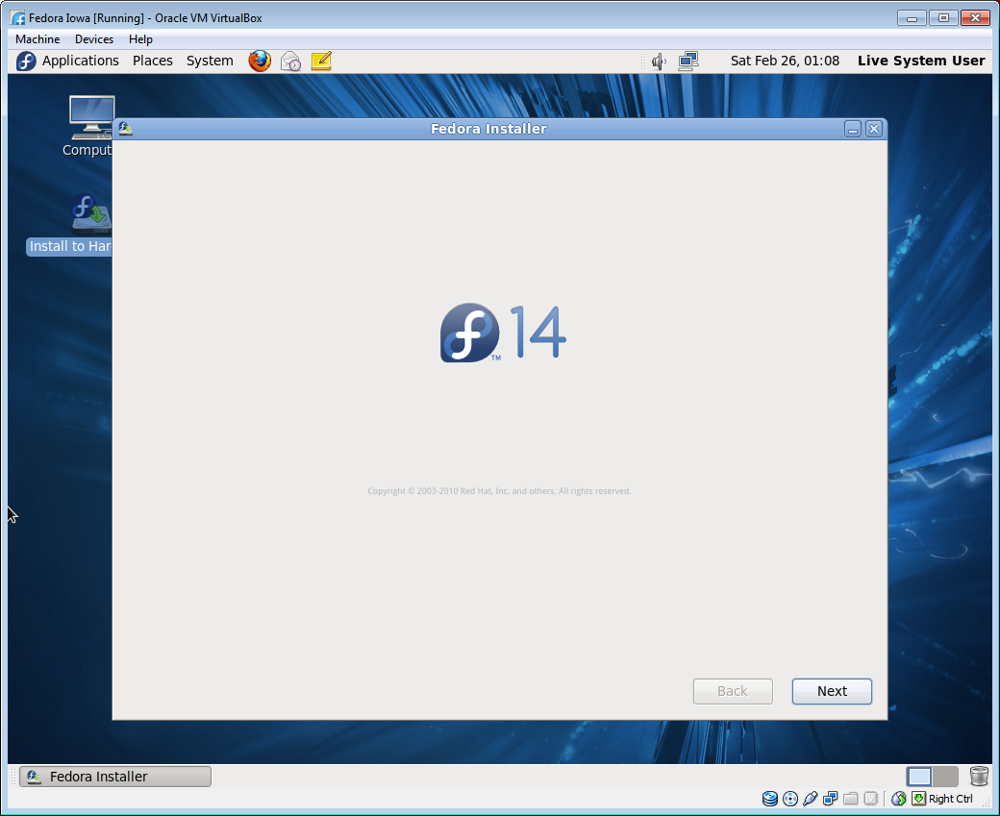 Fedora Iowa [Running] - Oracle VM VirtualBox
Machine Devices Help
Applications Places System Sat Feb 26, 01:08 Live System User
Comput
Fedora Installer
Install to Har
14
TM
Copyright © 2003-2010 Red Hat, Inc. and others. All rights reserved.
Back Next
Fedora Installer
Right Ctrl